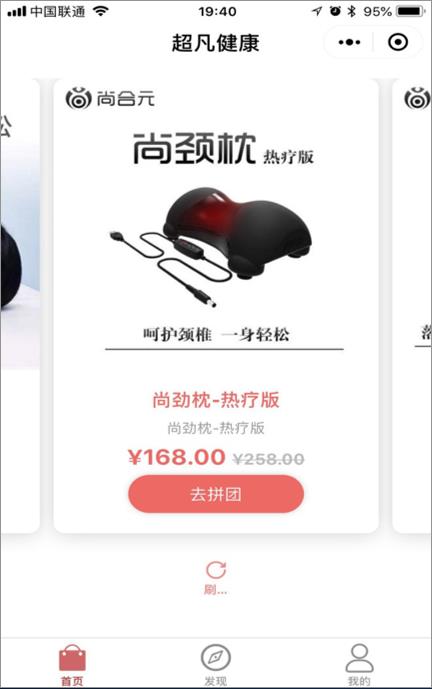 中国联通
19:40
95%
超凡健康
尚合元
尚颈枕 热疗版
呵护颈椎 一身轻松
尚劲枕-热疗版
尚劲枕-热疗版
¥168.00 ¥258.00
去拼团
刷...
首页
发现
我的